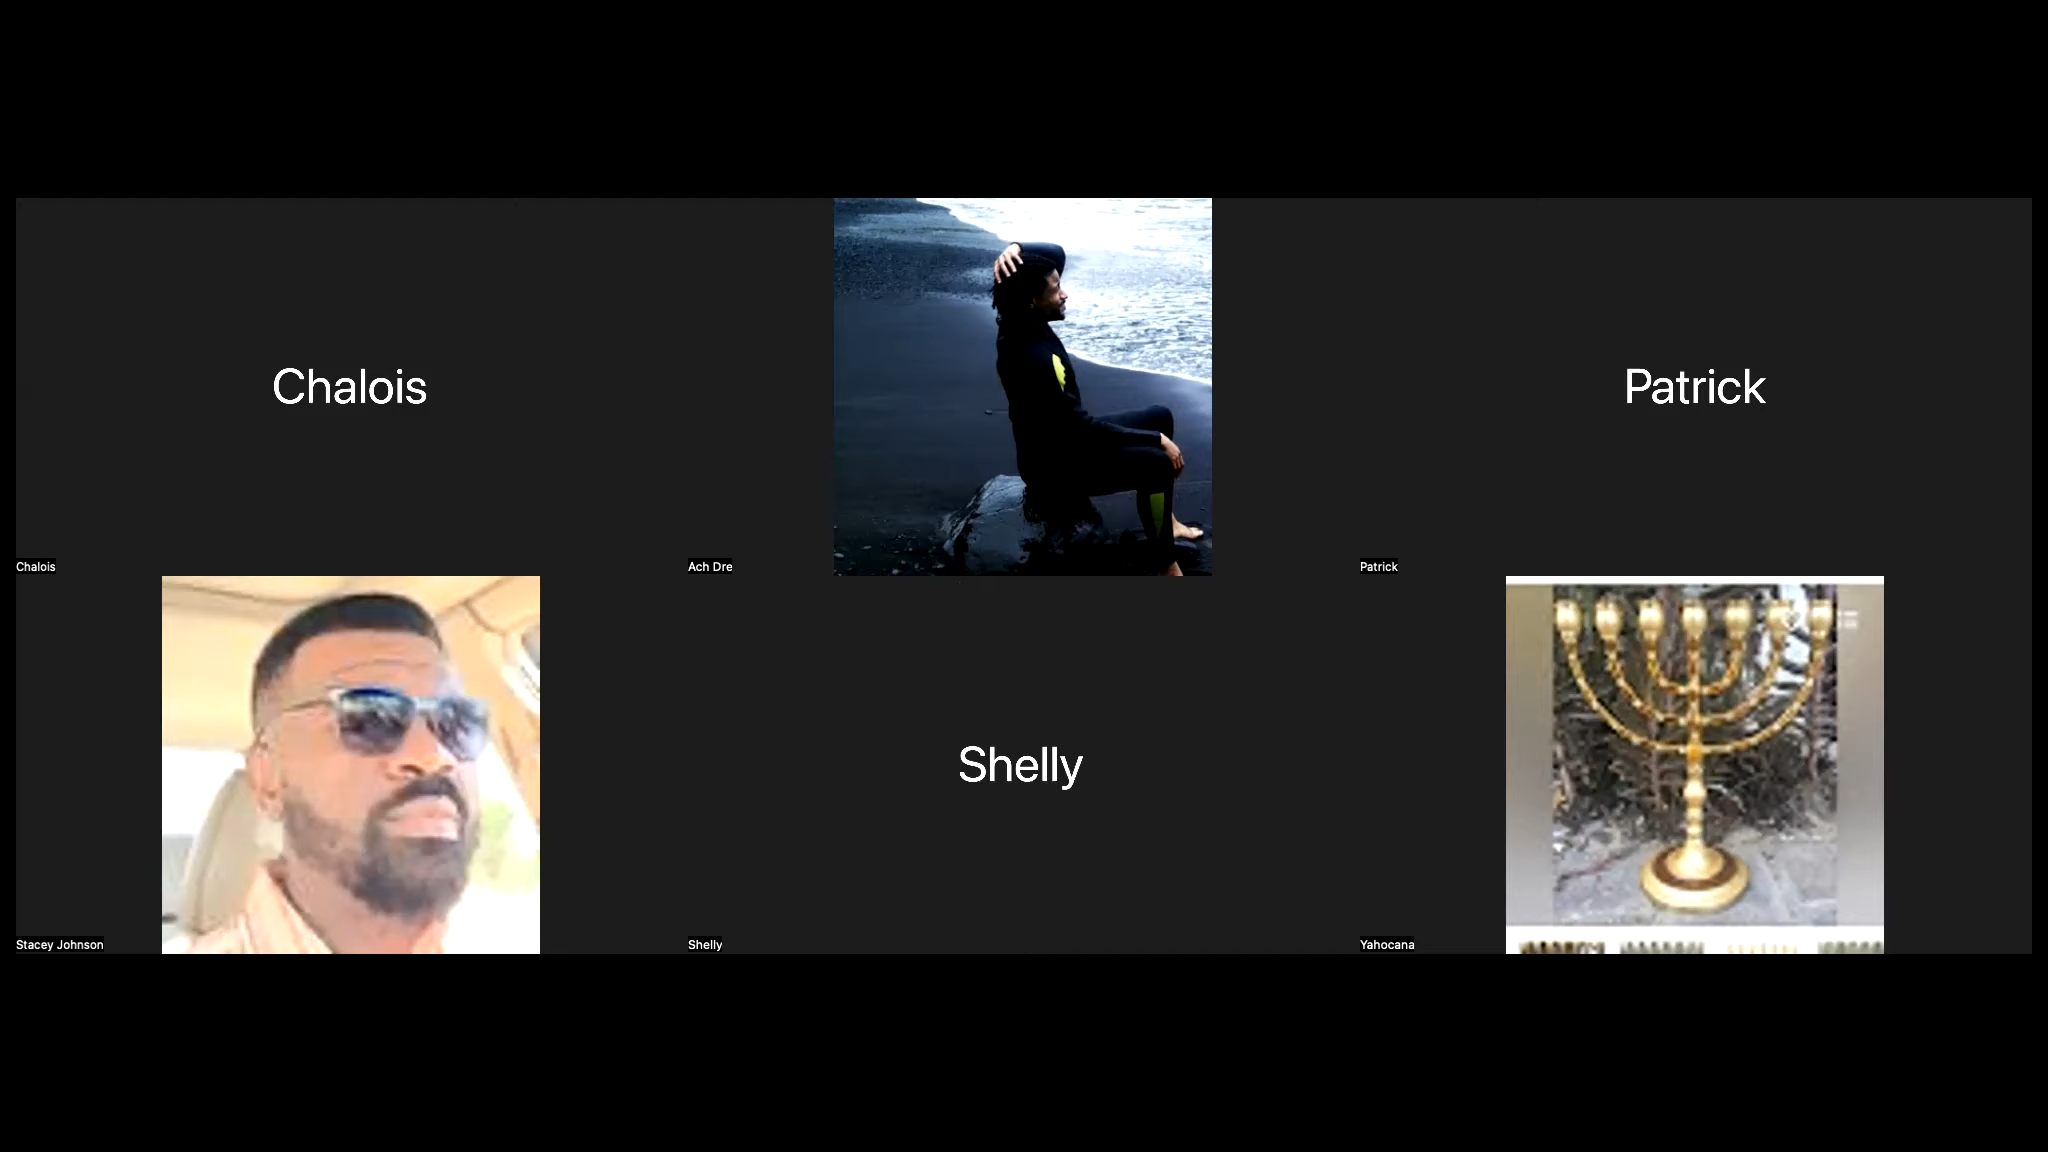 Chalois
Patrick
Chalois
Ach Dre
Patrick
Shelly
Stacey Johnson
Shelly
Yahocana